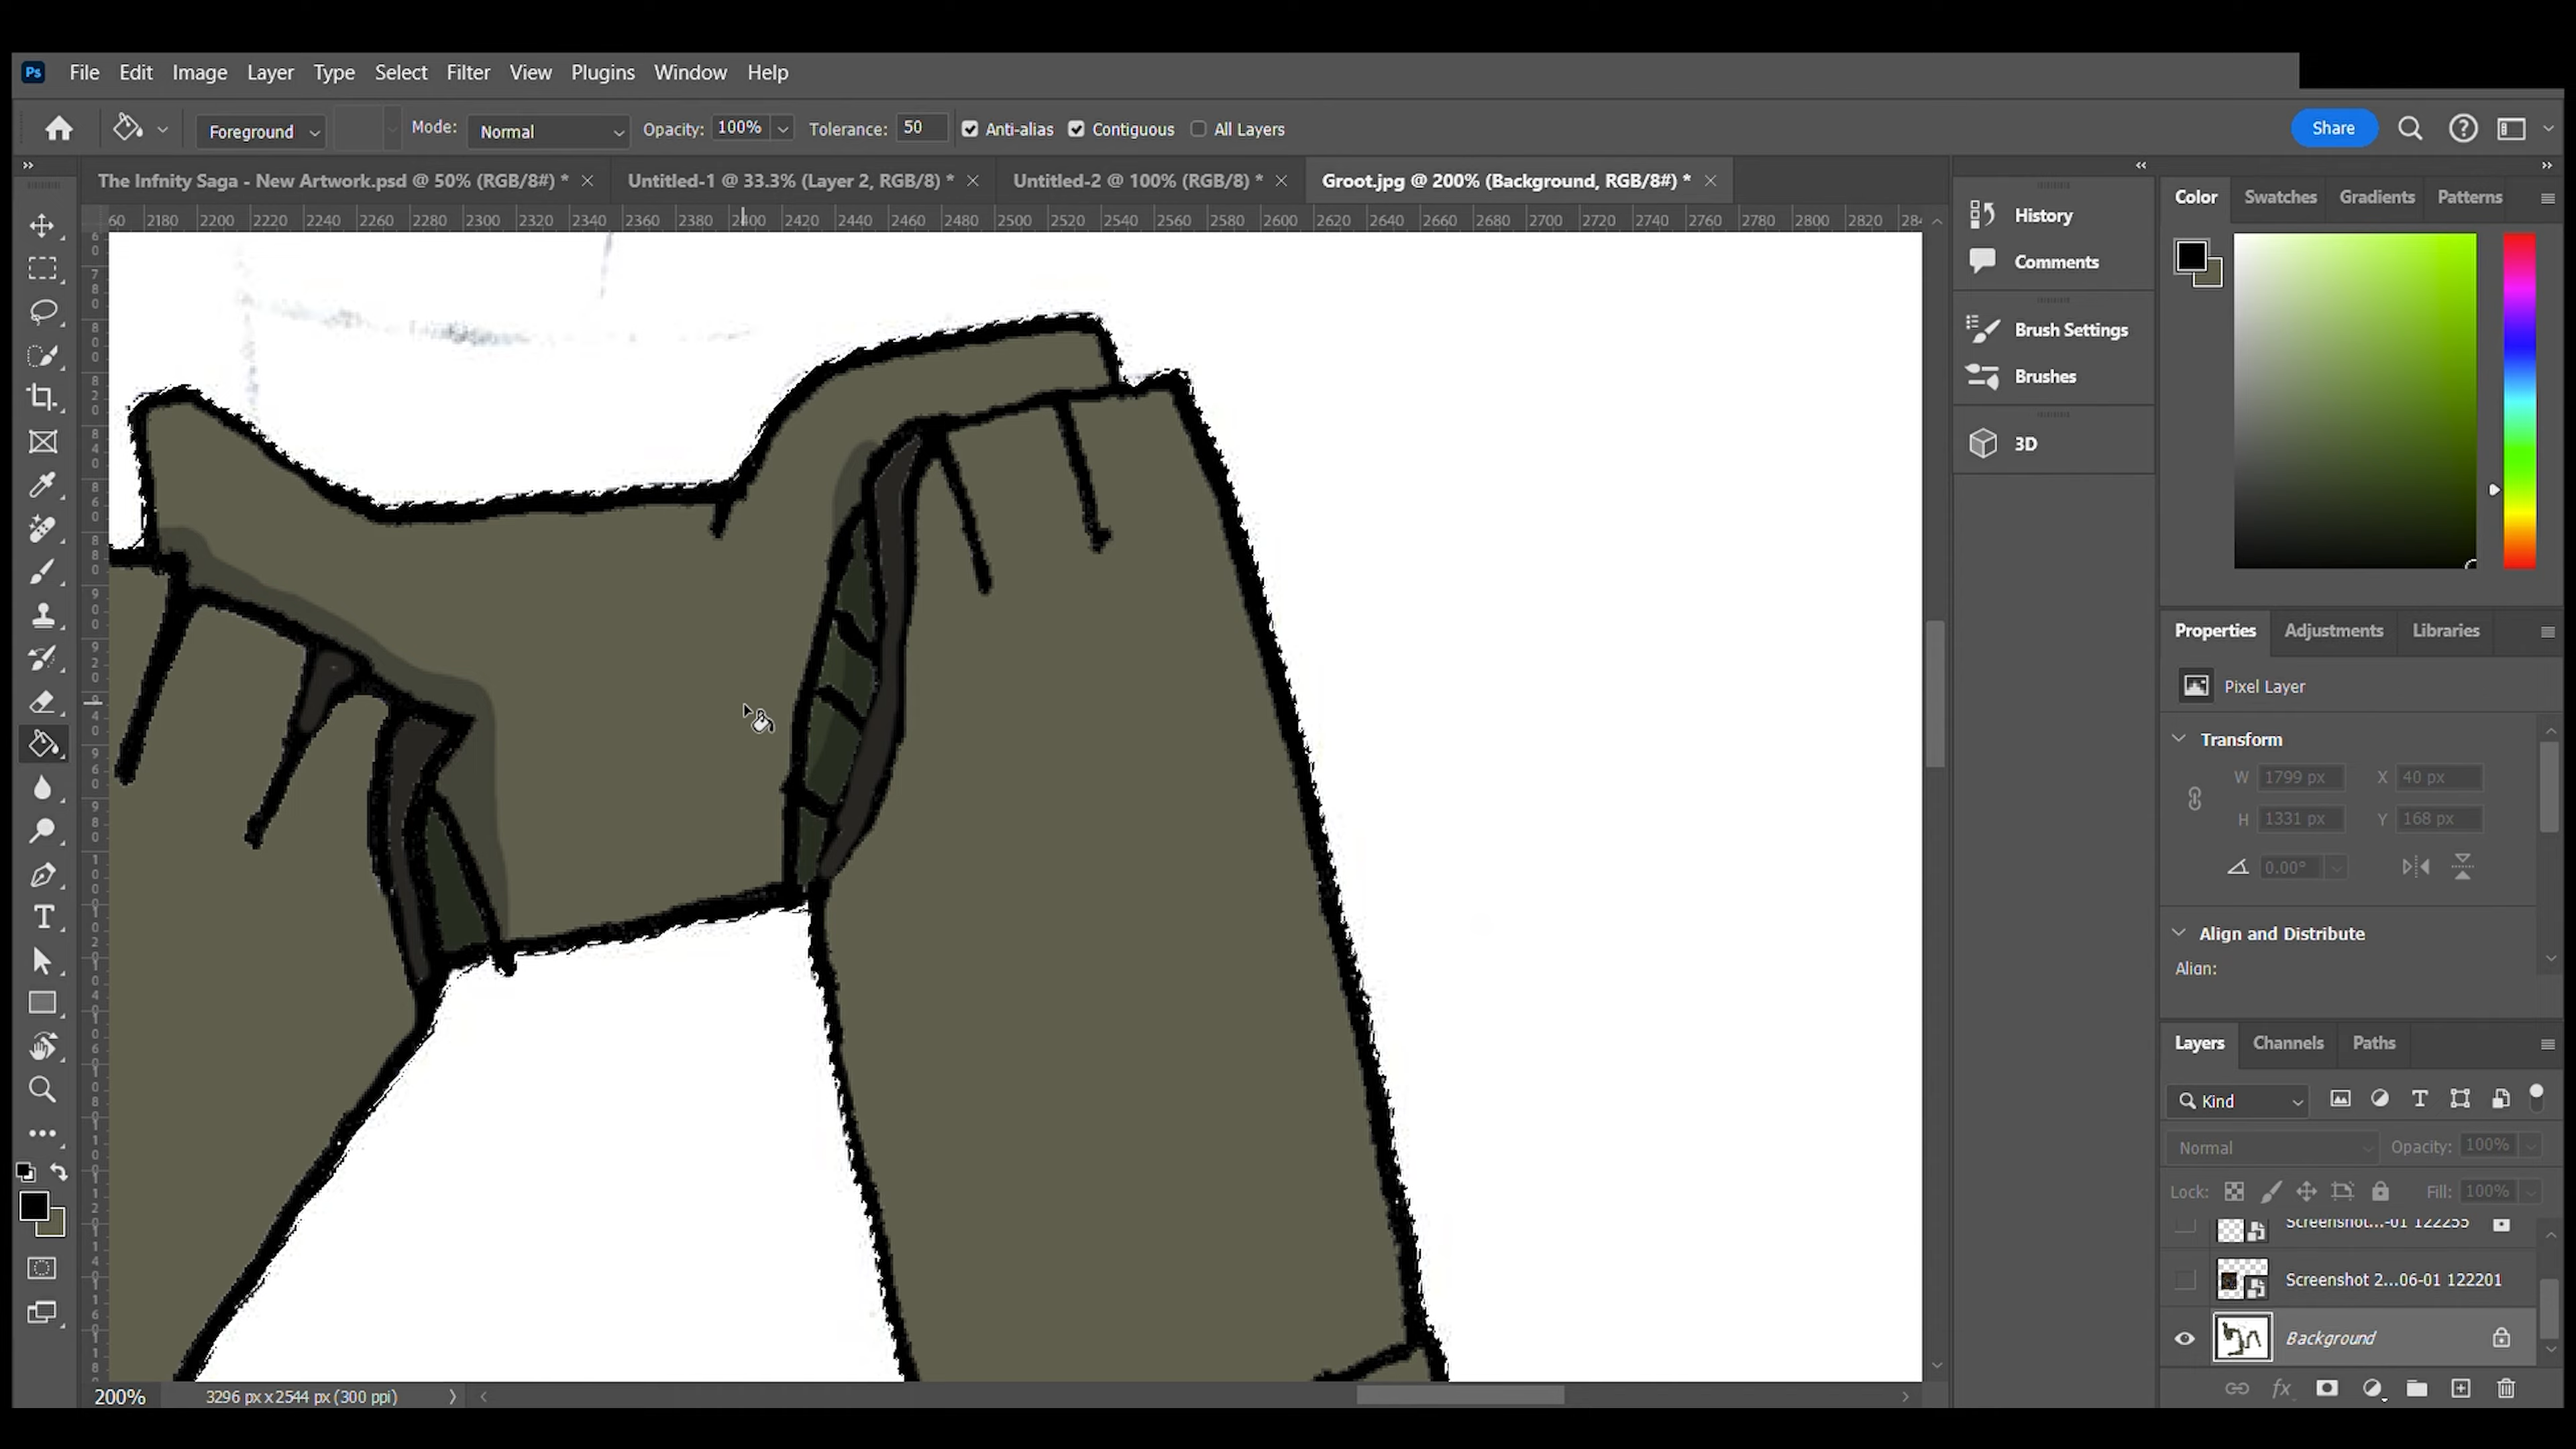 Ps File Edit Image Layer Type Select Filter View Plugins Window Help
Foreground Mode: Normal Opacity: 100% Tolerance: 50 Anti-alias Contiguous All Layers Share
The Infnity Saga - New Artwork.psd @ 50% (RGB/8#) * Untitled-1 @ 33.3% (Layer 2, RGB/8) * Untitled-2 @ 100% (RGB/8) * Groot.jpg @ 200% (Background, RGB/8#) *
60 2180 2200 2220 2240 2260 2280 2300 2320 2340 2360 2380 2400 2420 2440 2460 2480 2500 2520 2540 2560 2580 2600 2620 2640 2660 2680 2700 2720 2740 2760 2780 2800 2820 284
History
Comments
Brush Settings
Brushes
3D
Color Swatches Gradients Patterns
Properties Adjustments Libraries
Pixel Layer
Transform
W 1799 px X 40 px
H 1331 px Y 168 px
0.00°
Align and Distribute
Align:
Layers Channels Paths
Kind
Normal Opacity: 100%
Lock: Fill: 100%
Screenshot...-01 122255
Screenshot 2...06-01 122201
Background
fx
200% 3296 px x 2544 px (300 ppi)